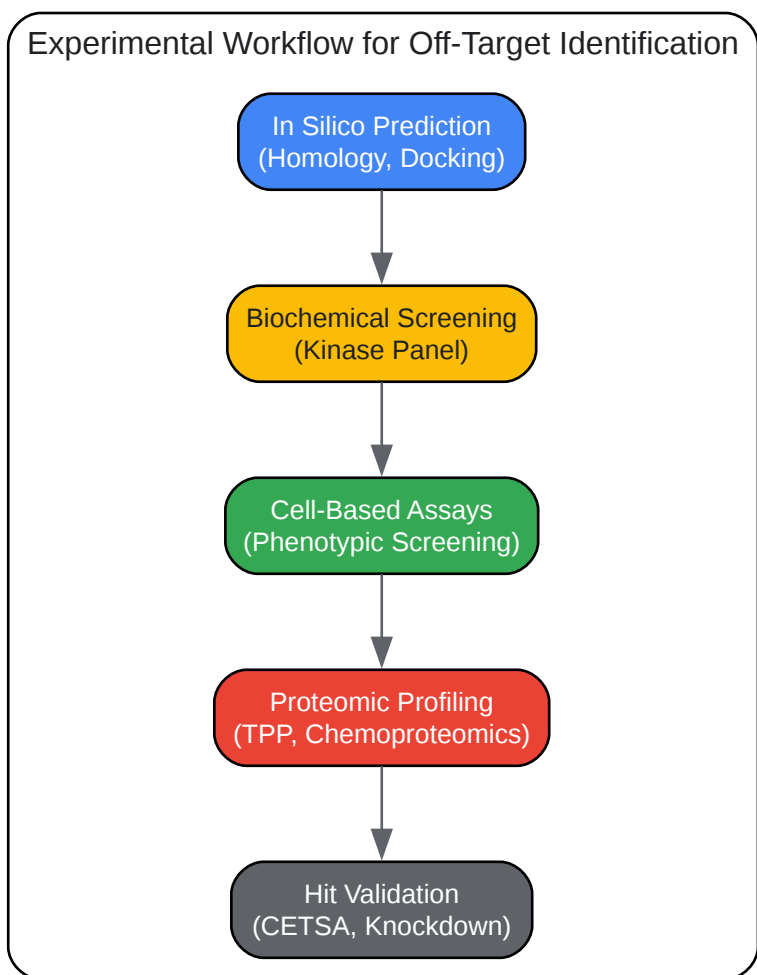 Experimental Workflow for Off-Target Identification
In Silico Prediction
(Homology, Docking)
Biochemical Screening
(Kinase Panel)
Cell-Based Assays
(Phenotypic Screening)
Proteomic Profiling
(TPP, Chemoproteomics)
Hit Validation
(CETSA, Knockdown)